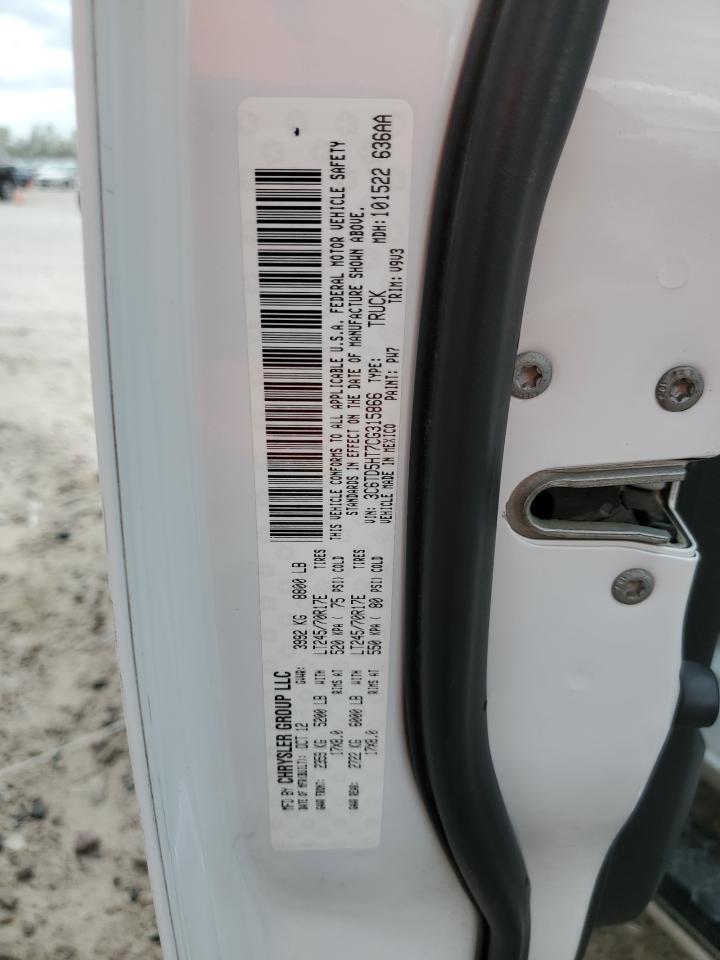 MFD BY CHRYSLER GROUP LLC
DATE OF MFR(BUILT): OCT 12 GVWR: 3992 KG 8800 LB
GAWR FRONT: 2359 KG 5200 LB WITH LT245/70R17E TIRES
17X8.0 RIMS AT 520 KPA ( 75 PSI) COLD
GAWR REAR: 2722 KG 6000 LB WITH LT245/70R17E TIRES
17X8.0 RIMS AT 550 KPA ( 80 PSI) COLD
THIS VEHICLE CONFORMS TO ALL APPLICABLE U.S.A. FEDERAL MOTOR VEHICLE SAFETY
STANDARDS IN EFFECT ON THE DATE OF MANUFACTURE SHOWN ABOVE.
VIN: 3C6TD5HT7CG315866 TYPE: TRUCK MDH: 101522 636AA
VEHICLE MADE IN MEXICO PAINT: PW7 TRIM: V9V3